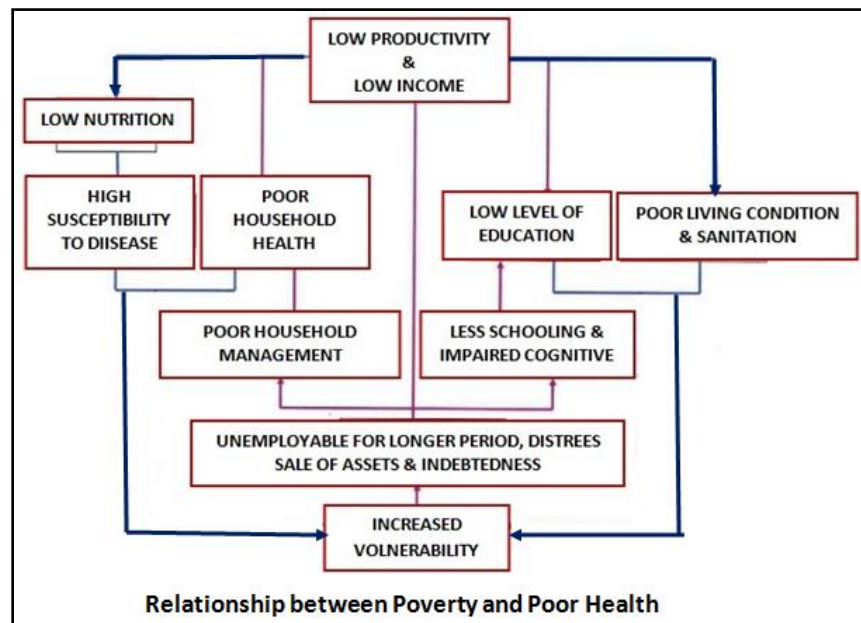 LOW PRODUCTIVITY
&
LOW INCOME
LOW NUTRITION
HIGH
SUSCEPTIBILITY
TO DIISEASE
POOR
HOUSEHOLD
HEALTH
LOW LEVEL OF
EDUCATION
POOR LIVING CONDITION
& SANITATION
POOR HOUSEHOLD
MANAGEMENT
LESS SCHOOLING &
IMPAIRED COGNITIVE
UNEMPLOYABLE FOR LONGER PERIOD, DISTREES
SALE OF ASSETS & INDEBTEDNESS
INCREASED
VOLNERABILITY
Relationship between Poverty and Poor Health